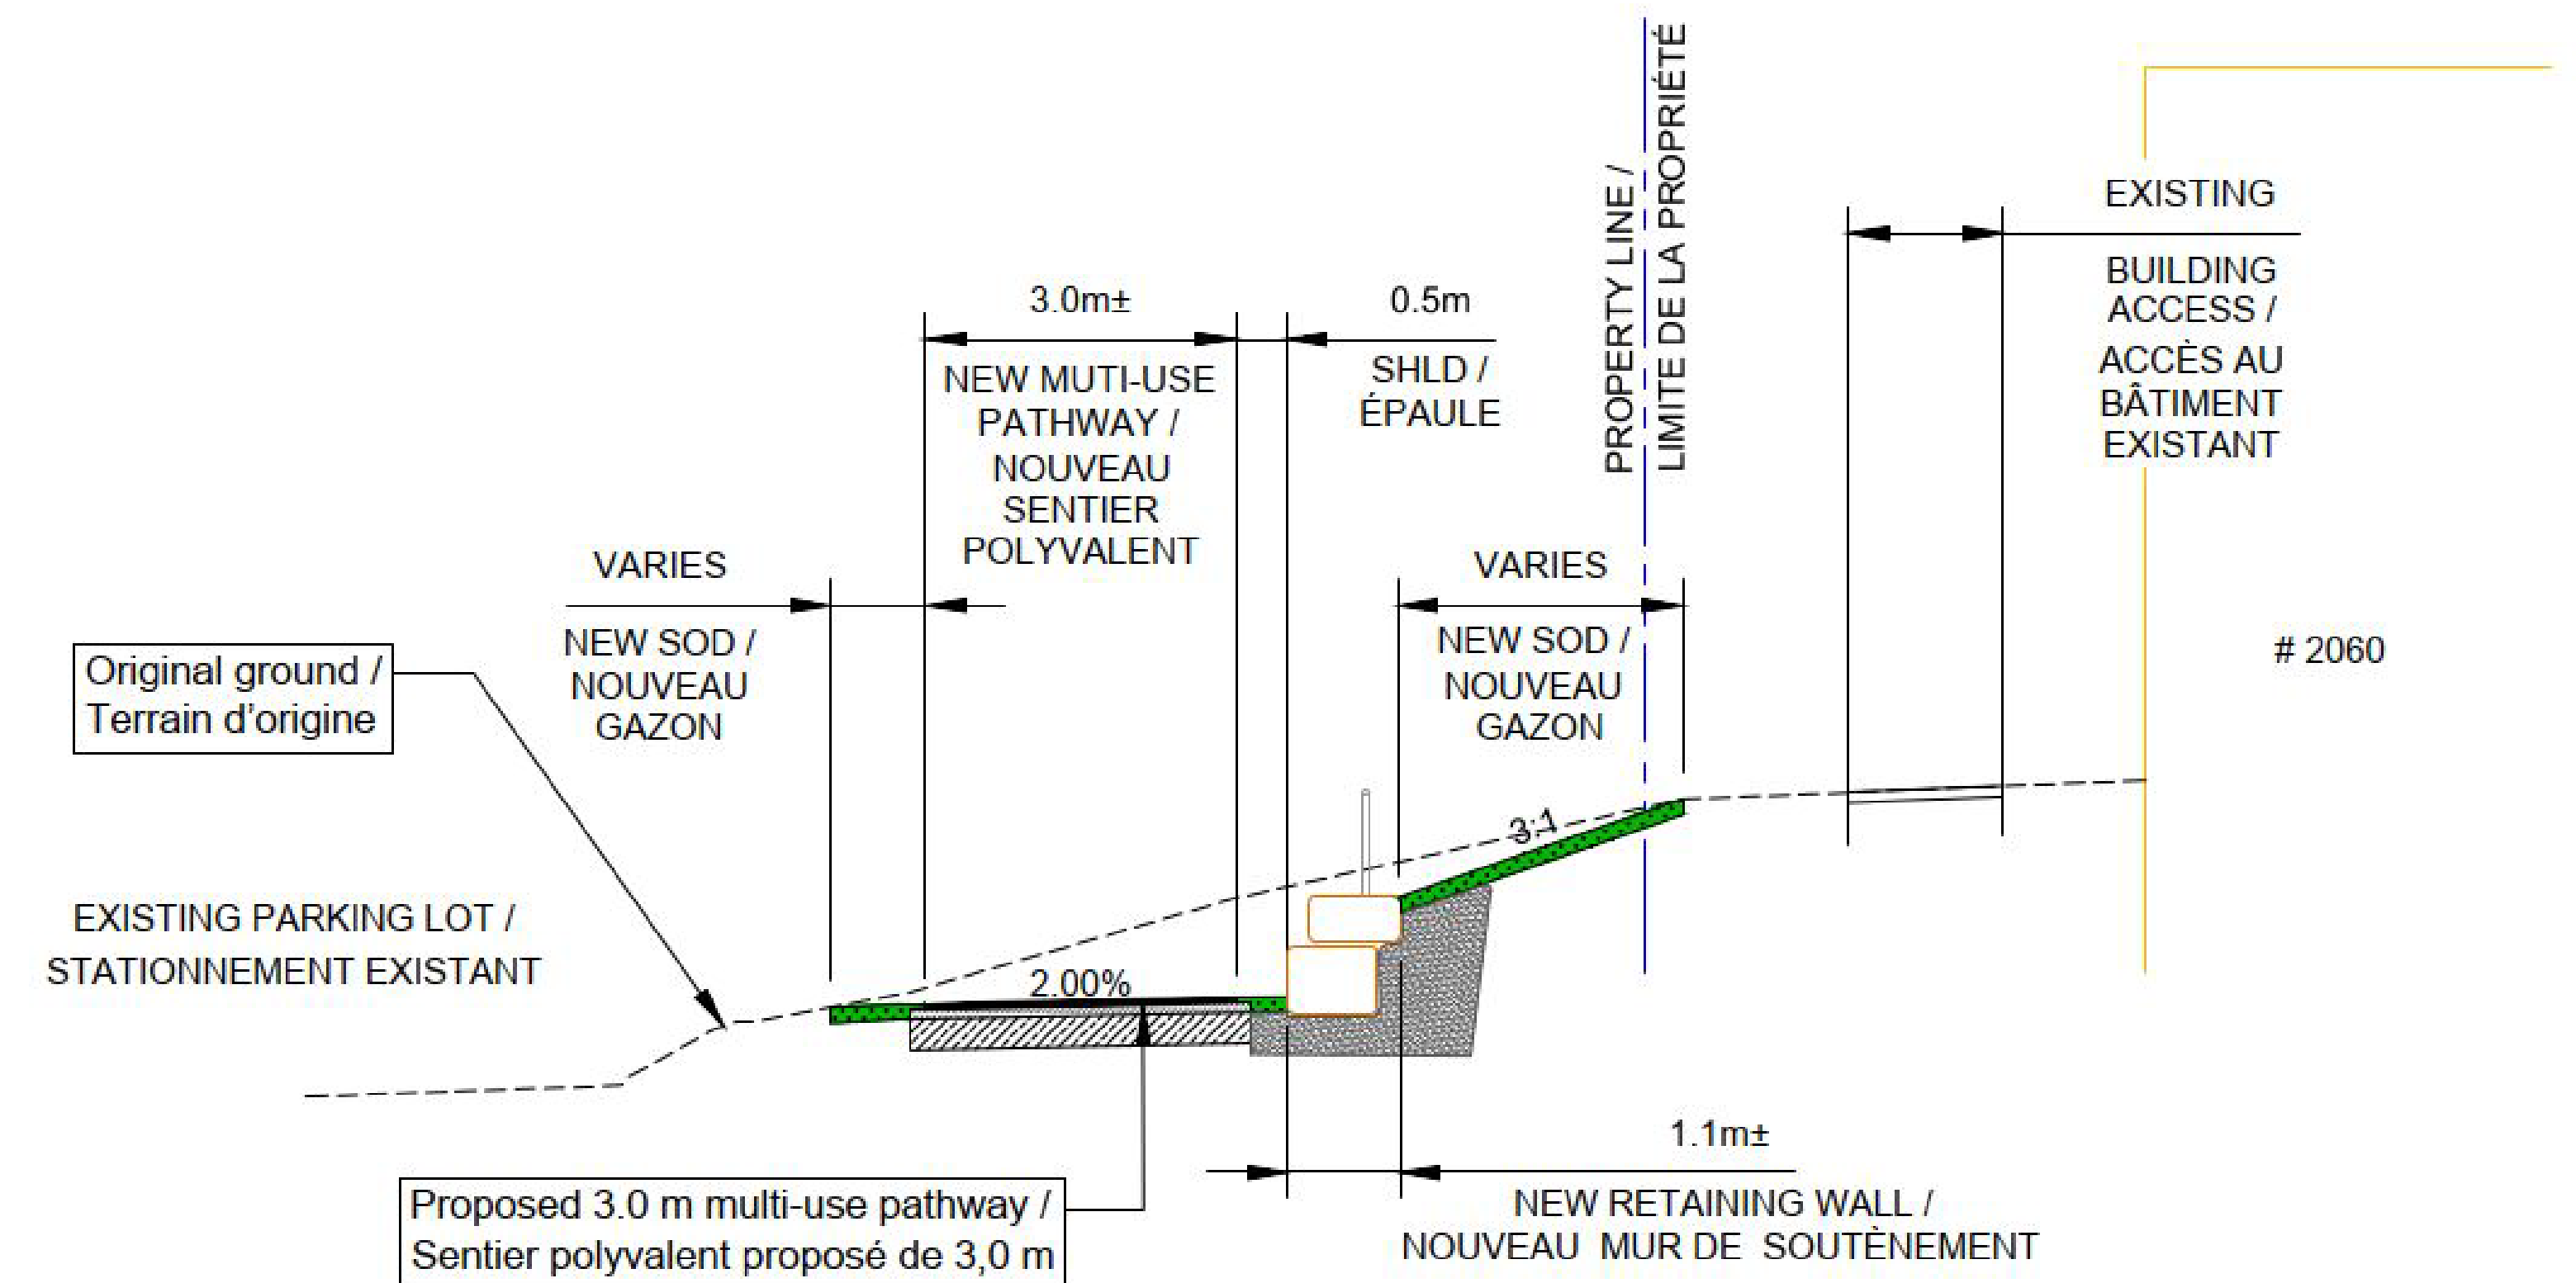 PROPERTY LINE /
LIMITE DE LA PROPRIÉTÉ
EXISTING
BUILDING
ACCESS /
ACCÈS AU
BÂTIMENT
EXISTANT
3.0m±
NEW MUTI-USE
PATHWAY /
NOUVEAU
SENTIER
POLYVALENT
0.5m
SHLD /
ÉPAULE
VARIES
NEW SOD /
NOUVEAU
GAZON
VARIES
NEW SOD /
NOUVEAU
GAZON
# 2060
Original ground /
Terrain d'origine
3:1
EXISTING PARKING LOT /
STATIONNEMENT EXISTANT
2.00%
1.1m±
NEW RETAINING WALL /
NOUVEAU MUR DE SOUTÈNEMENT
Proposed 3.0 m multi-use pathway /
Sentier polyvalent proposé de 3,0 m